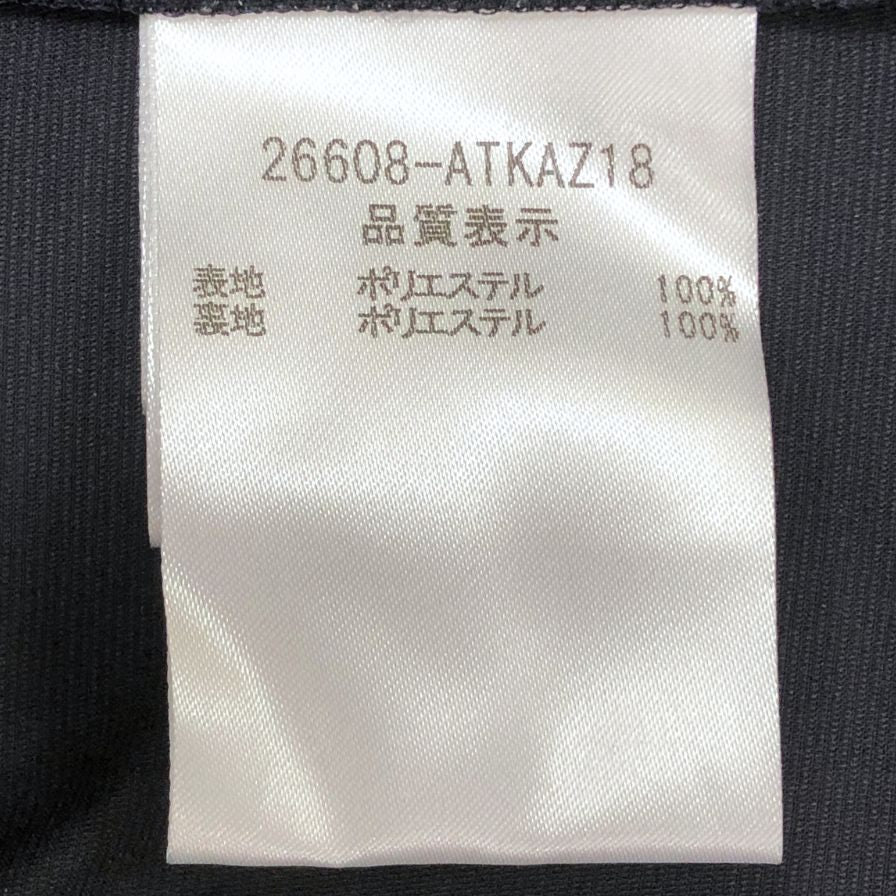 26608-ATKAZ18
品質表示
表地 ポリエステル 100%
裏地 ポリエステル 100%